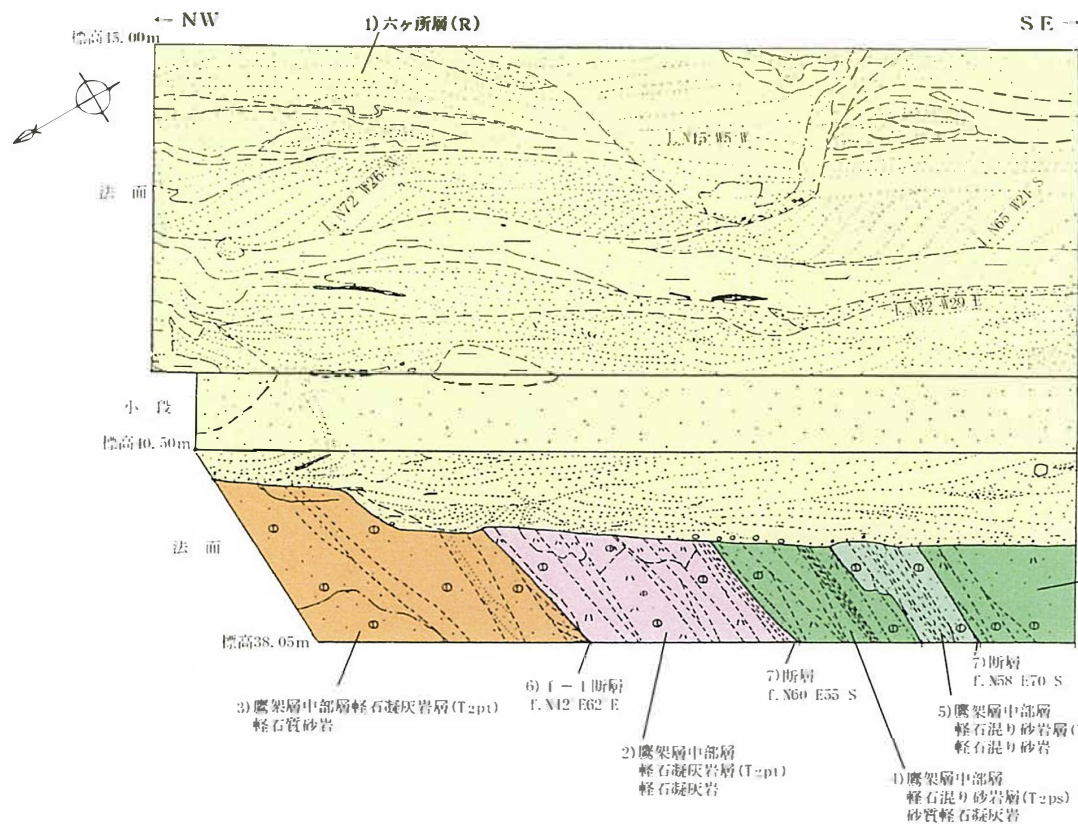 ← NW
SE →
標高45.00m
1)六ヶ所層(R)
法面
L.N15 W5 W
L.N72 W26 N
L.N65 W21 S
小段
標高40.50m
法面
標高38.05m
3)鷹架層中部層軽石凝灰岩層(T₂pt)
軽石質砂岩
6) f-1断層
f.N42 E62 E
2)鷹架層中部層
軽石凝灰岩層(T₂pt)
軽石凝灰岩
7)断層
f.N60 E55 S
7)断層
f.N58 E70 S
5)鷹架層中部層
軽石混り砂岩層(T
軽石混り砂岩
4)鷹架層中部層
軽石混り砂岩層(T₂ps)
砂質軽石凝灰岩